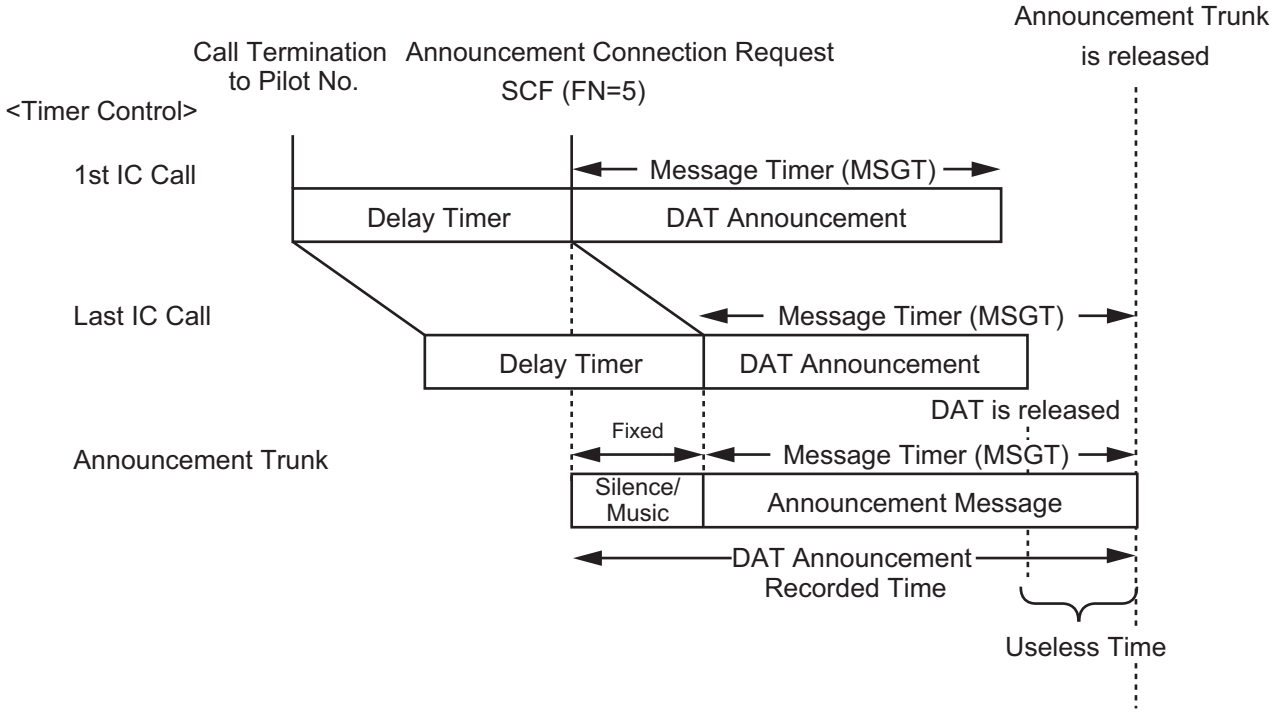 Announcement Trunk
is released
Call Termination
to Pilot No.
Announcement Connection Request
SCF (FN=5)
<Timer Control>
1st IC Call
Message Timer (MSGT)
Delay Timer
DAT Announcement
Last IC Call
Message Timer (MSGT)
Delay Timer
DAT Announcement
DAT is released
Fixed
Announcement Trunk
Message Timer (MSGT)
Silence/
Music
Announcement Message
DAT Announcement
Recorded Time
Useless Time